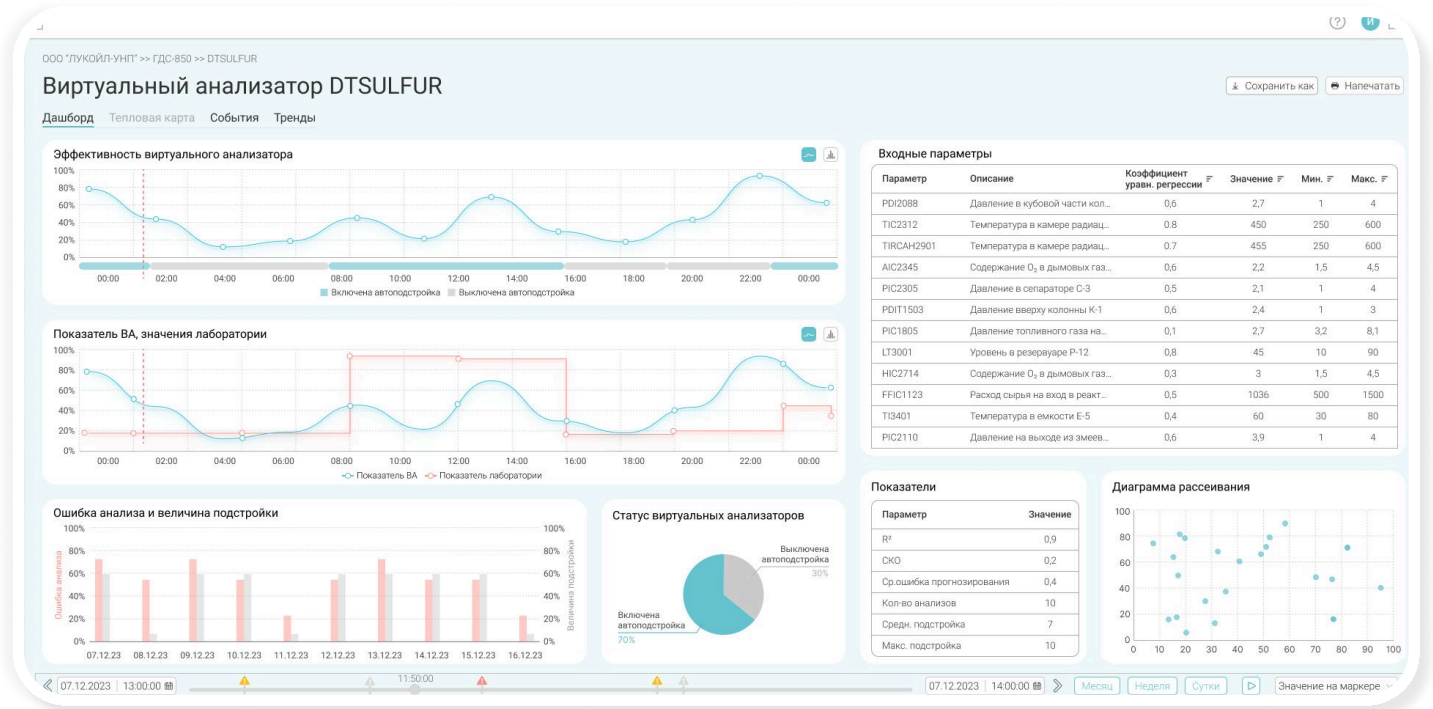 И
ООО "ЛУКОЙЛ-УНП" >> ГДС-850 >> DTSULFUR
Виртуальный анализатор DTSULFUR
Сохранить как
Напечатать
Дашборд Тепловая карта События Тренды
Эффективность виртуального анализатора
100%
80%
60%
40%
20%
0%
00:00 02:00 04:00 06:00 08:00 10:00 12:00 14:00 16:00 18:00 20:00 22:00 00:00
Включена автоподстройка Выключена автоподстройка
Показатель ВА, значения лаборатории
100%
80%
60%
40%
20%
0%
00:00 02:00 04:00 06:00 08:00 10:00 12:00 14:00 16:00 18:00 20:00 22:00 00:00
Показатель ВА Показатель лаборатории
Ошибка анализа и величина подстройки
Ошибка анализа
100% 100%
80% 80%
60% 60%
40% 40%
20% 20%
0% 0%
Величина подстройки
07.12.23 08.12.23 09.12.23 10.12.23 11.12.23 12.12.23 13.12.23 14.12.23 15.12.23 16.12.23
Статус виртуальных анализаторов
Выключена
автоподстройка
30%
Включена
автоподстройка
70%
Входные параметры
Параметр Описание Коэффициент уравн. регрессии Значение Мин. Макс.
PDI2088 Давление в кубовой части кол... 0,6 2,7 1 4
TIC2312 Температура в камере радиац... 0.8 450 250 600
TIRCAH2901 Температура в камере радиац... 0.7 455 250 600
AIC2345 Содержание O₂ в дымовых газ... 0,6 2,2 1,5 4,5
PIC2305 Давление в сепараторе С-3 0,5 2,1 1 4
PDIT1503 Давление вверху колонны К-1 0,6 2,4 1 3
PIC1805 Давление топливного газа на... 0,1 2,7 3,2 8,1
LT3001 Уровень в резервуаре Р-12 0,8 45 10 90
HIC2714 Содержание O₂ в дымовых газ... 0,3 3 1,5 4,5
FFIC1123 Расход сырья на вход в реакт... 0,5 1036 500 1500
TI3401 Температура в емкости Е-5 0,4 60 30 80
PIC2110 Давление на выходе из змеев... 0,6 3,9 1 4
Показатели
Параметр Значение
R² 0,9
СКО 0,2
Ср.ошибка прогнозирования 0,4
Кол-во анализов 10
Средн. подстройка 7
Макс. подстройка 10
Диаграмма рассеивания
100
80
60
40
20
0
0 10 20 30 40 50 60 70 80 90 100
07.12.2023 13:00:00
11:50:00
07.12.2023 14:00:00
Месяц Неделя Сутки
Значение на маркере